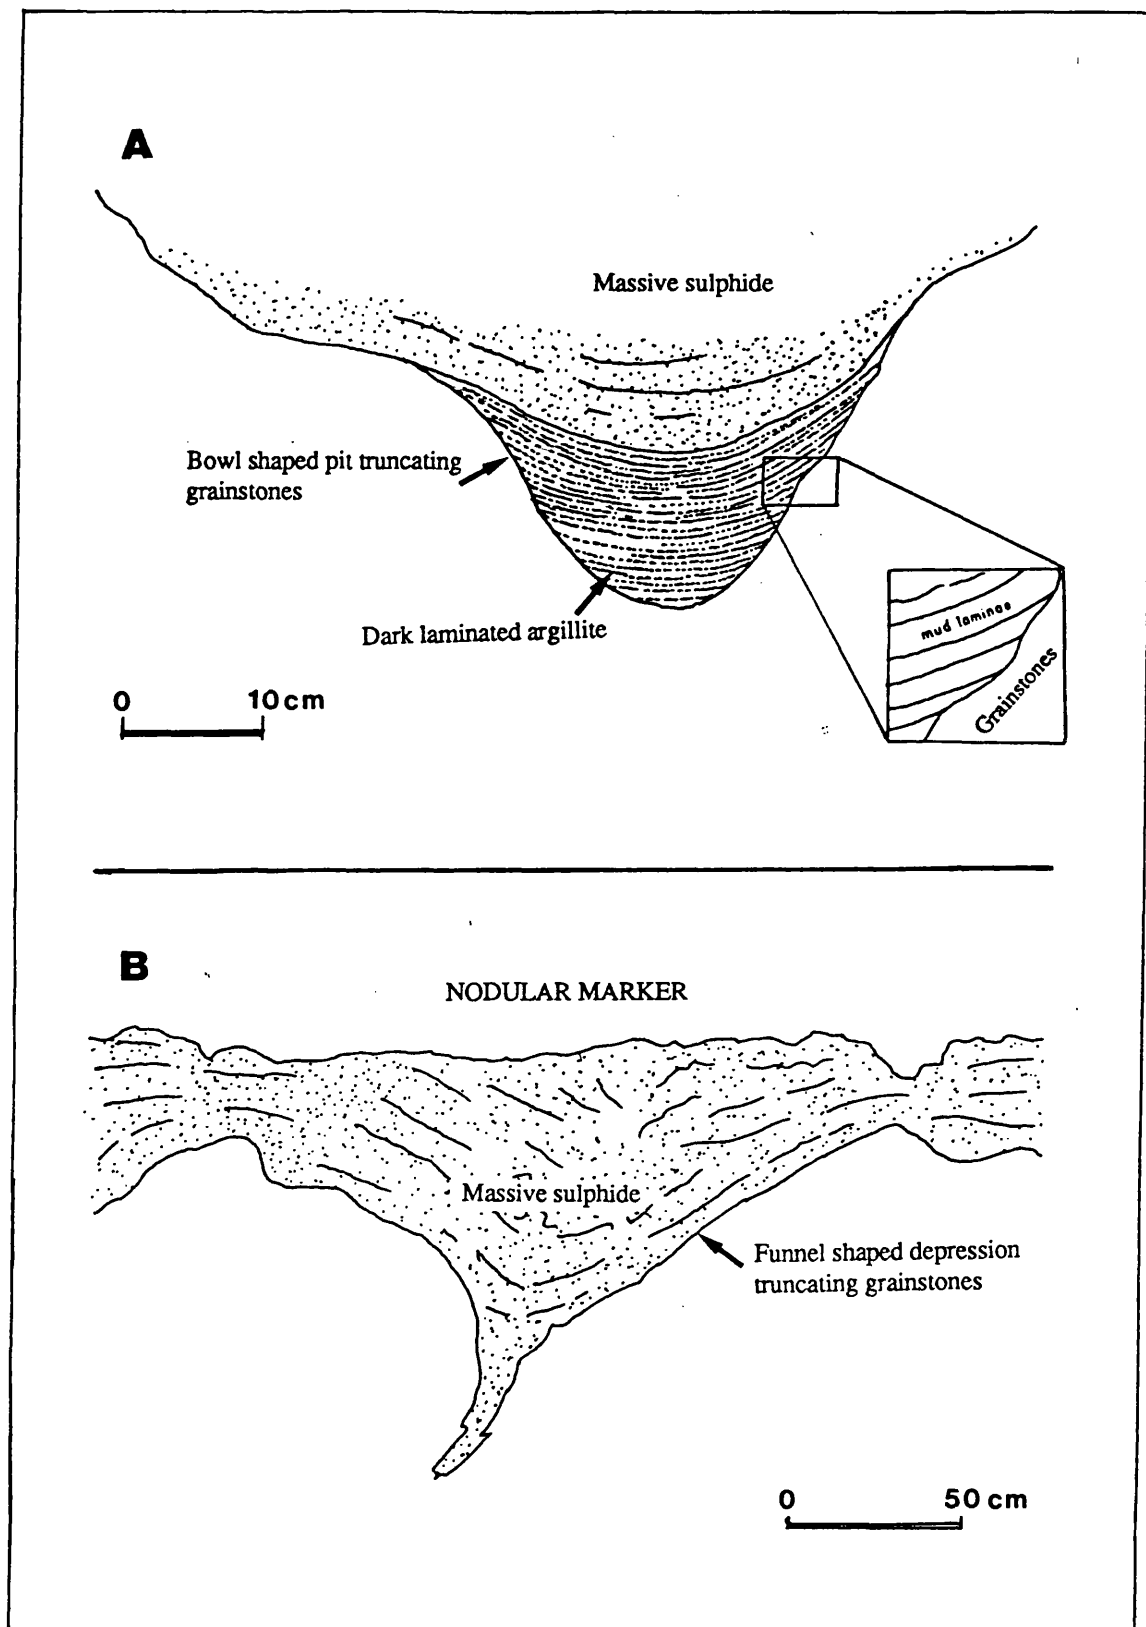 A
Massive sulphide
Bowl shaped pit truncating
grainstones
Dark laminated argillite
mud laminae
Grainstones
0 10 cm
B
NODULAR MARKER
Massive sulphide
Funnel shaped depression
truncating grainstones
0 50 cm